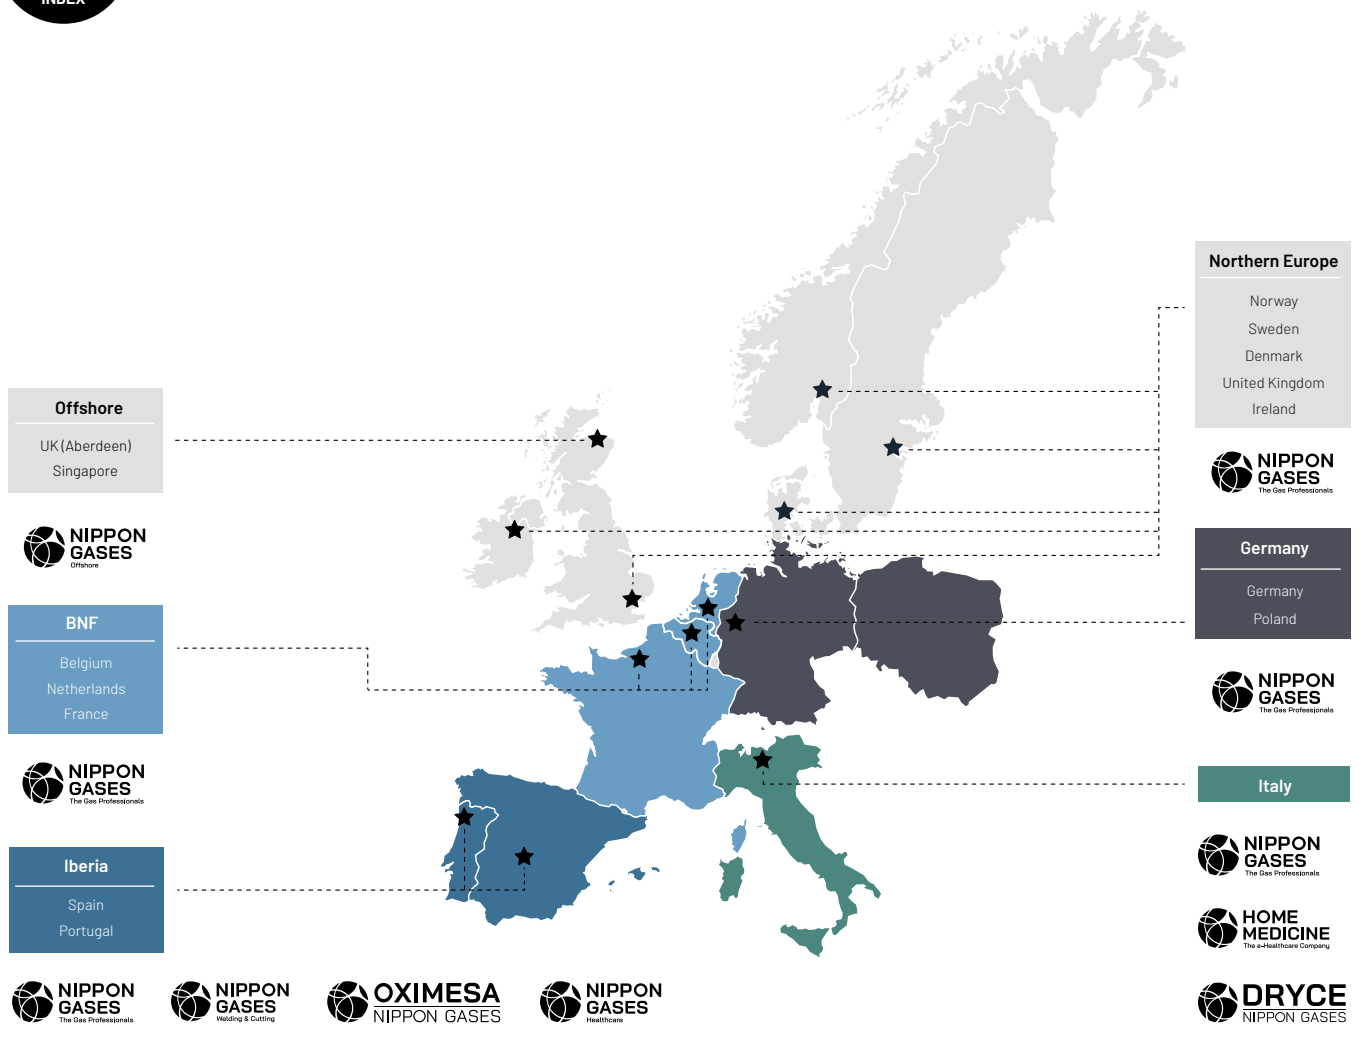 INDEX
Northern Europe
Norway
Sweden
Denmark
United Kingdom
Ireland
NIPPON
GASES
The Gas Professionals
Offshore
UK (Aberdeen)
Singapore
NIPPON
GASES
Offshore
Germany
Germany
Poland
NIPPON
GASES
The Gas Professionals
BNF
Belgium
Netherlands
France
NIPPON
GASES
The Gas Professionals
Italy
NIPPON
GASES
The Gas Professionals
HOME
MEDICINE
The e-Healthcare Company
DRYCE
NIPPON GASES
Iberia
Spain
Portugal
NIPPON
GASES
The Gas Professionals
NIPPON
GASES
Welding & Cutting
OXIMESA
NIPPON GASES
NIPPON
GASES
Healthcare